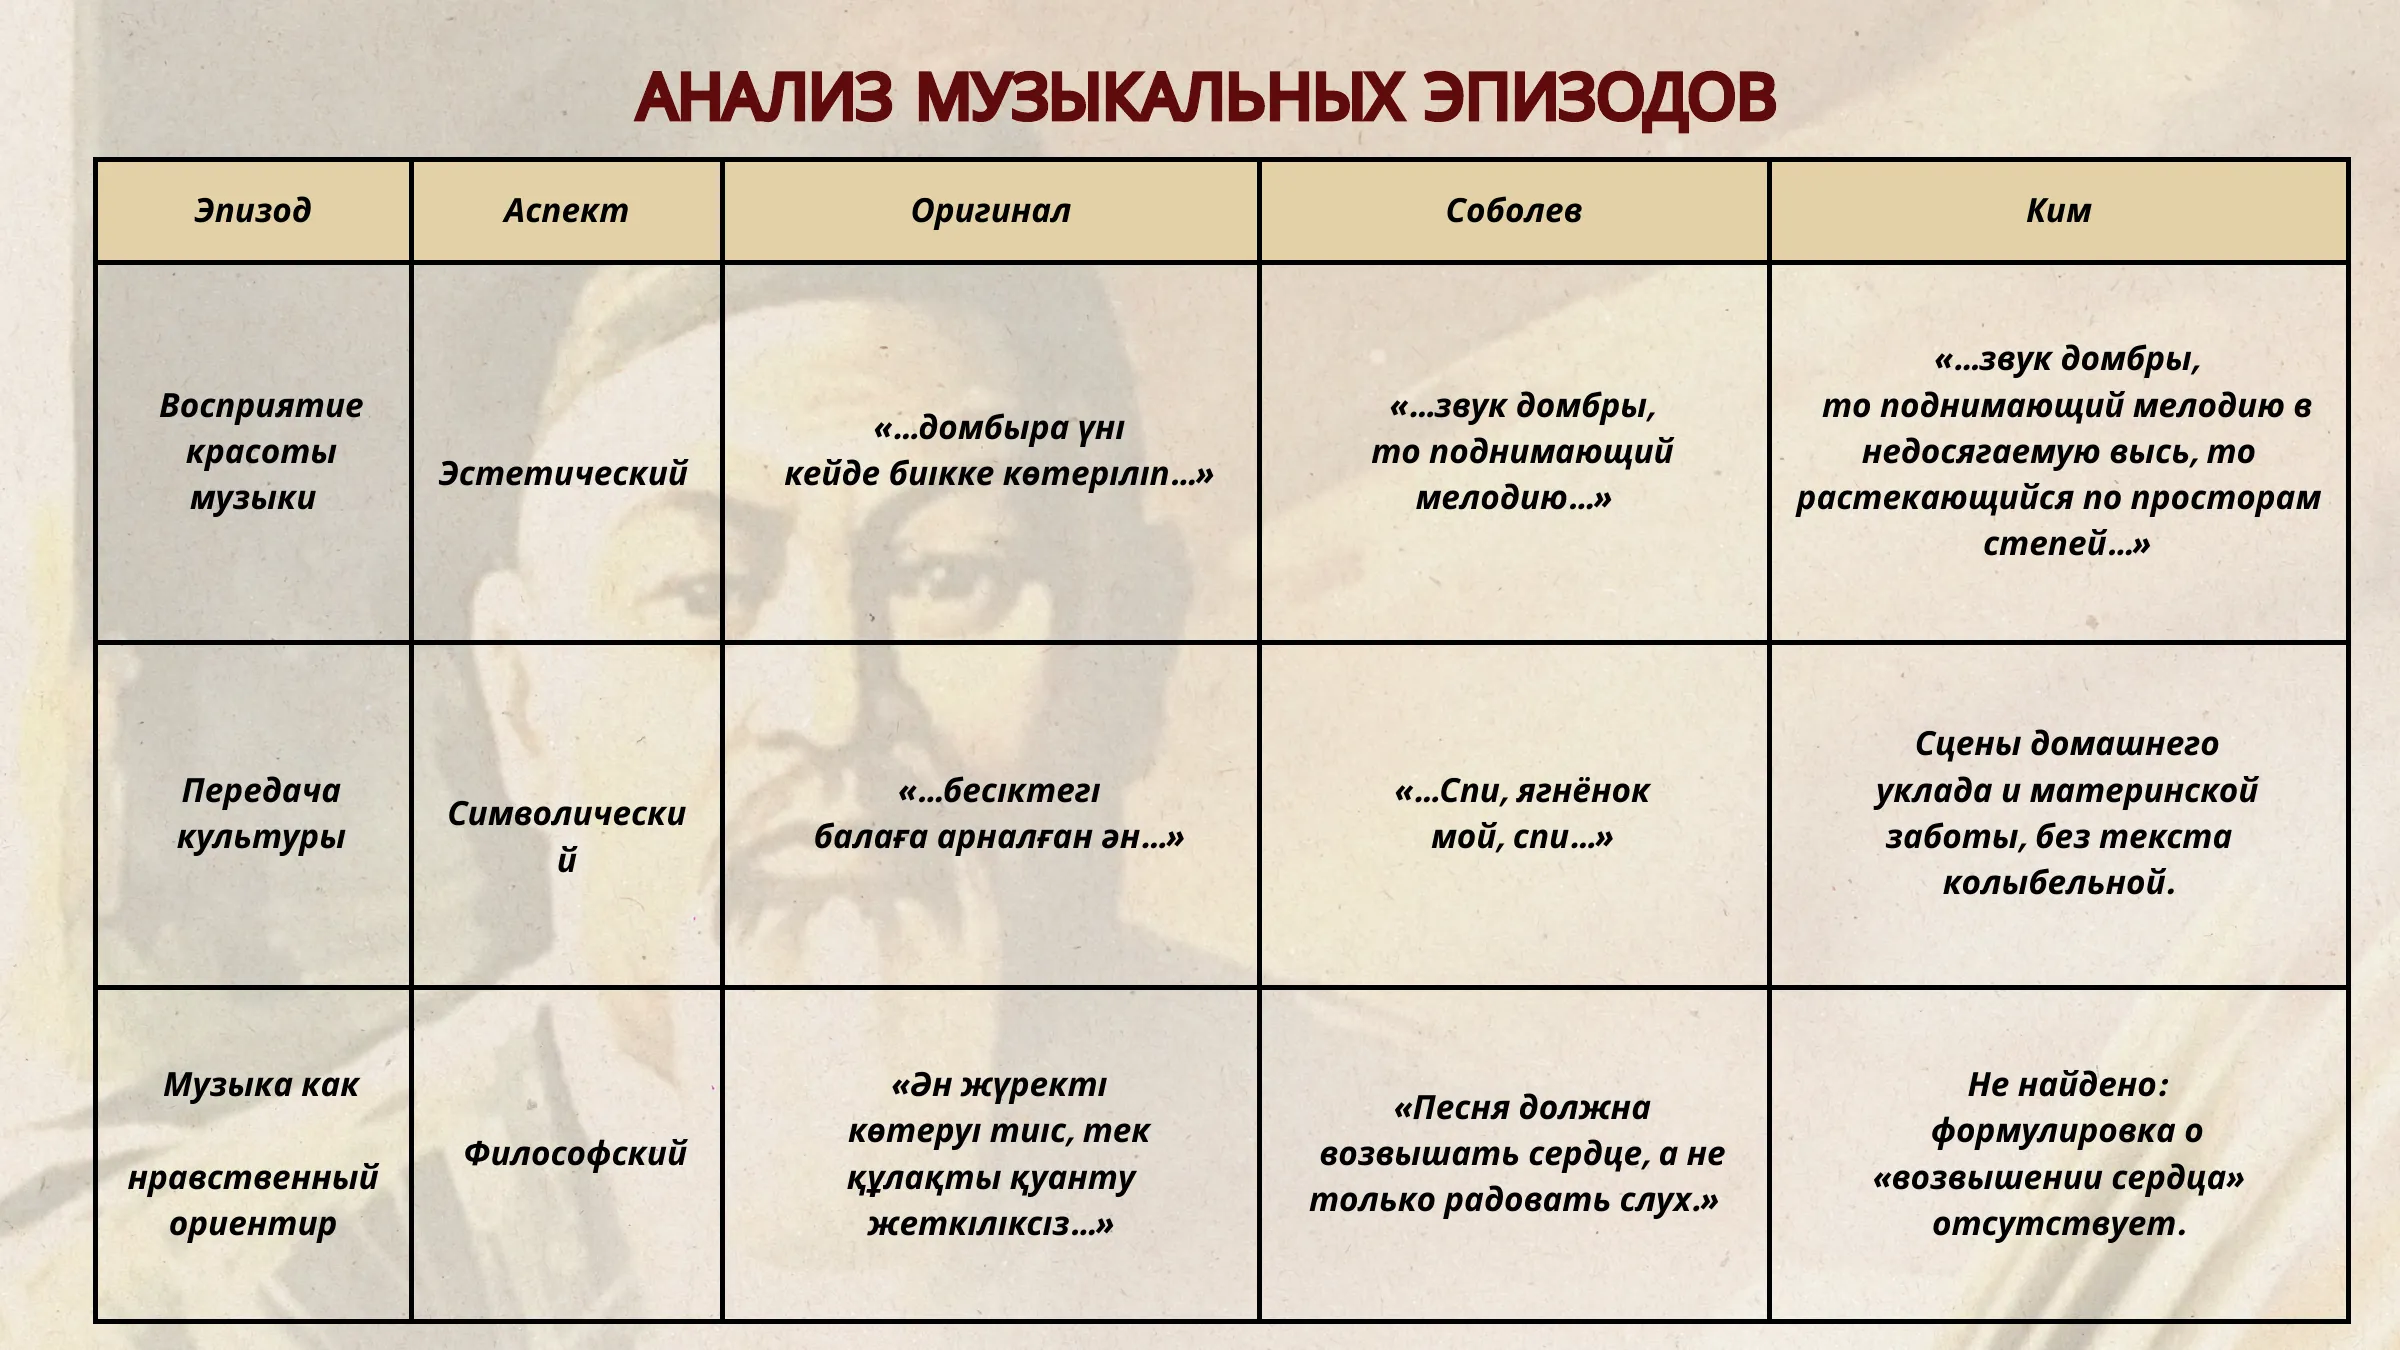 АНАЛИЗ МУЗЫКАЛЬНЫХ ЭПИЗОДОВ
Эпизод
Аспект
Оригинал
Соболев
Ким
Восприятие
красоты
музыки
Эстетический
«...домбыра үні
кейде биікке көтеріліп...»
«...звук домбры,
то поднимающий
мелодию...»
«...звук домбры,
то поднимающий мелодию в
недосягаемую высь, то
растекающийся по просторам
степей...»
Передача
культуры
Символически
й
«...бесіктегі
балаға арналған ән...»
«...Спи, ягнёнок
мой, спи...»
Сцены домашнего
уклада и материнской
заботы, без текста
колыбельной.
Музыка как
нравственный
ориентир
Философский
«Ән жүректі
көтеруі тиіс, тек
құлақты қуанту
жеткіліксіз...»
«Песня должна
возвышать сердце, а не
только радовать слух.»
Не найдено:
формулировка о
«возвышении сердца»
отсутствует.